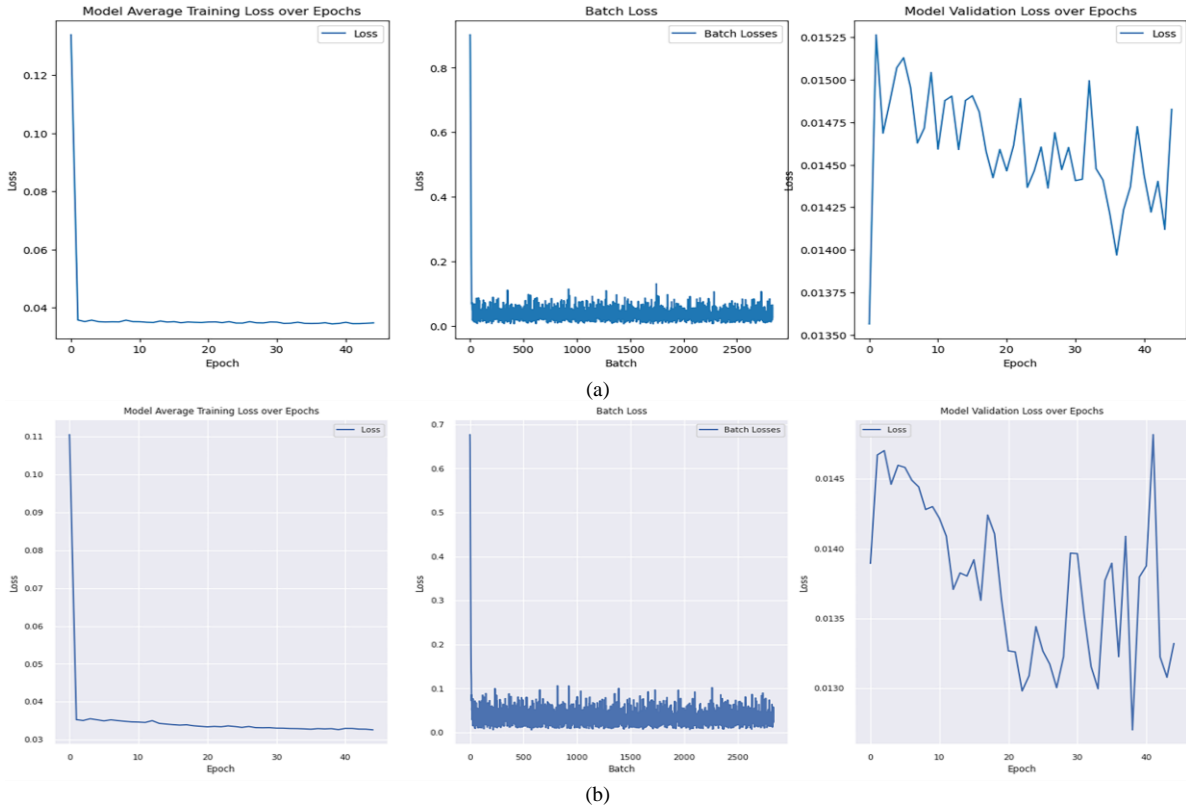 Model Average Training Loss over Epochs
Loss
0.12
0.10
0.08
0.06
0.04
Loss
0 10 20 30 40
Epoch
Batch Loss
Batch Losses
0.8
0.6
0.4
0.2
0.0
Loss
0 500 1000 1500 2000 2500
Batch
Model Validation Loss over Epochs
Loss
0.01525
0.01500
0.01475
0.01450
0.01425
0.01400
0.01375
0.01350
Loss
0 10 20 30 40
Epoch
(a)
Model Average Training Loss over Epochs
Loss
0.11
0.10
0.09
0.08
0.07
0.06
0.05
0.04
0.03
Loss
0 10 20 30 40
Epoch
Batch Loss
Batch Losses
0.7
0.6
0.5
0.4
0.3
0.2
0.1
0.0
Loss
0 500 1000 1500 2000 2500
Batch
Model Validation Loss over Epochs
Loss
0.0145
0.0140
0.0135
0.0130
Loss
0 10 20 30 40
Epoch
(b)